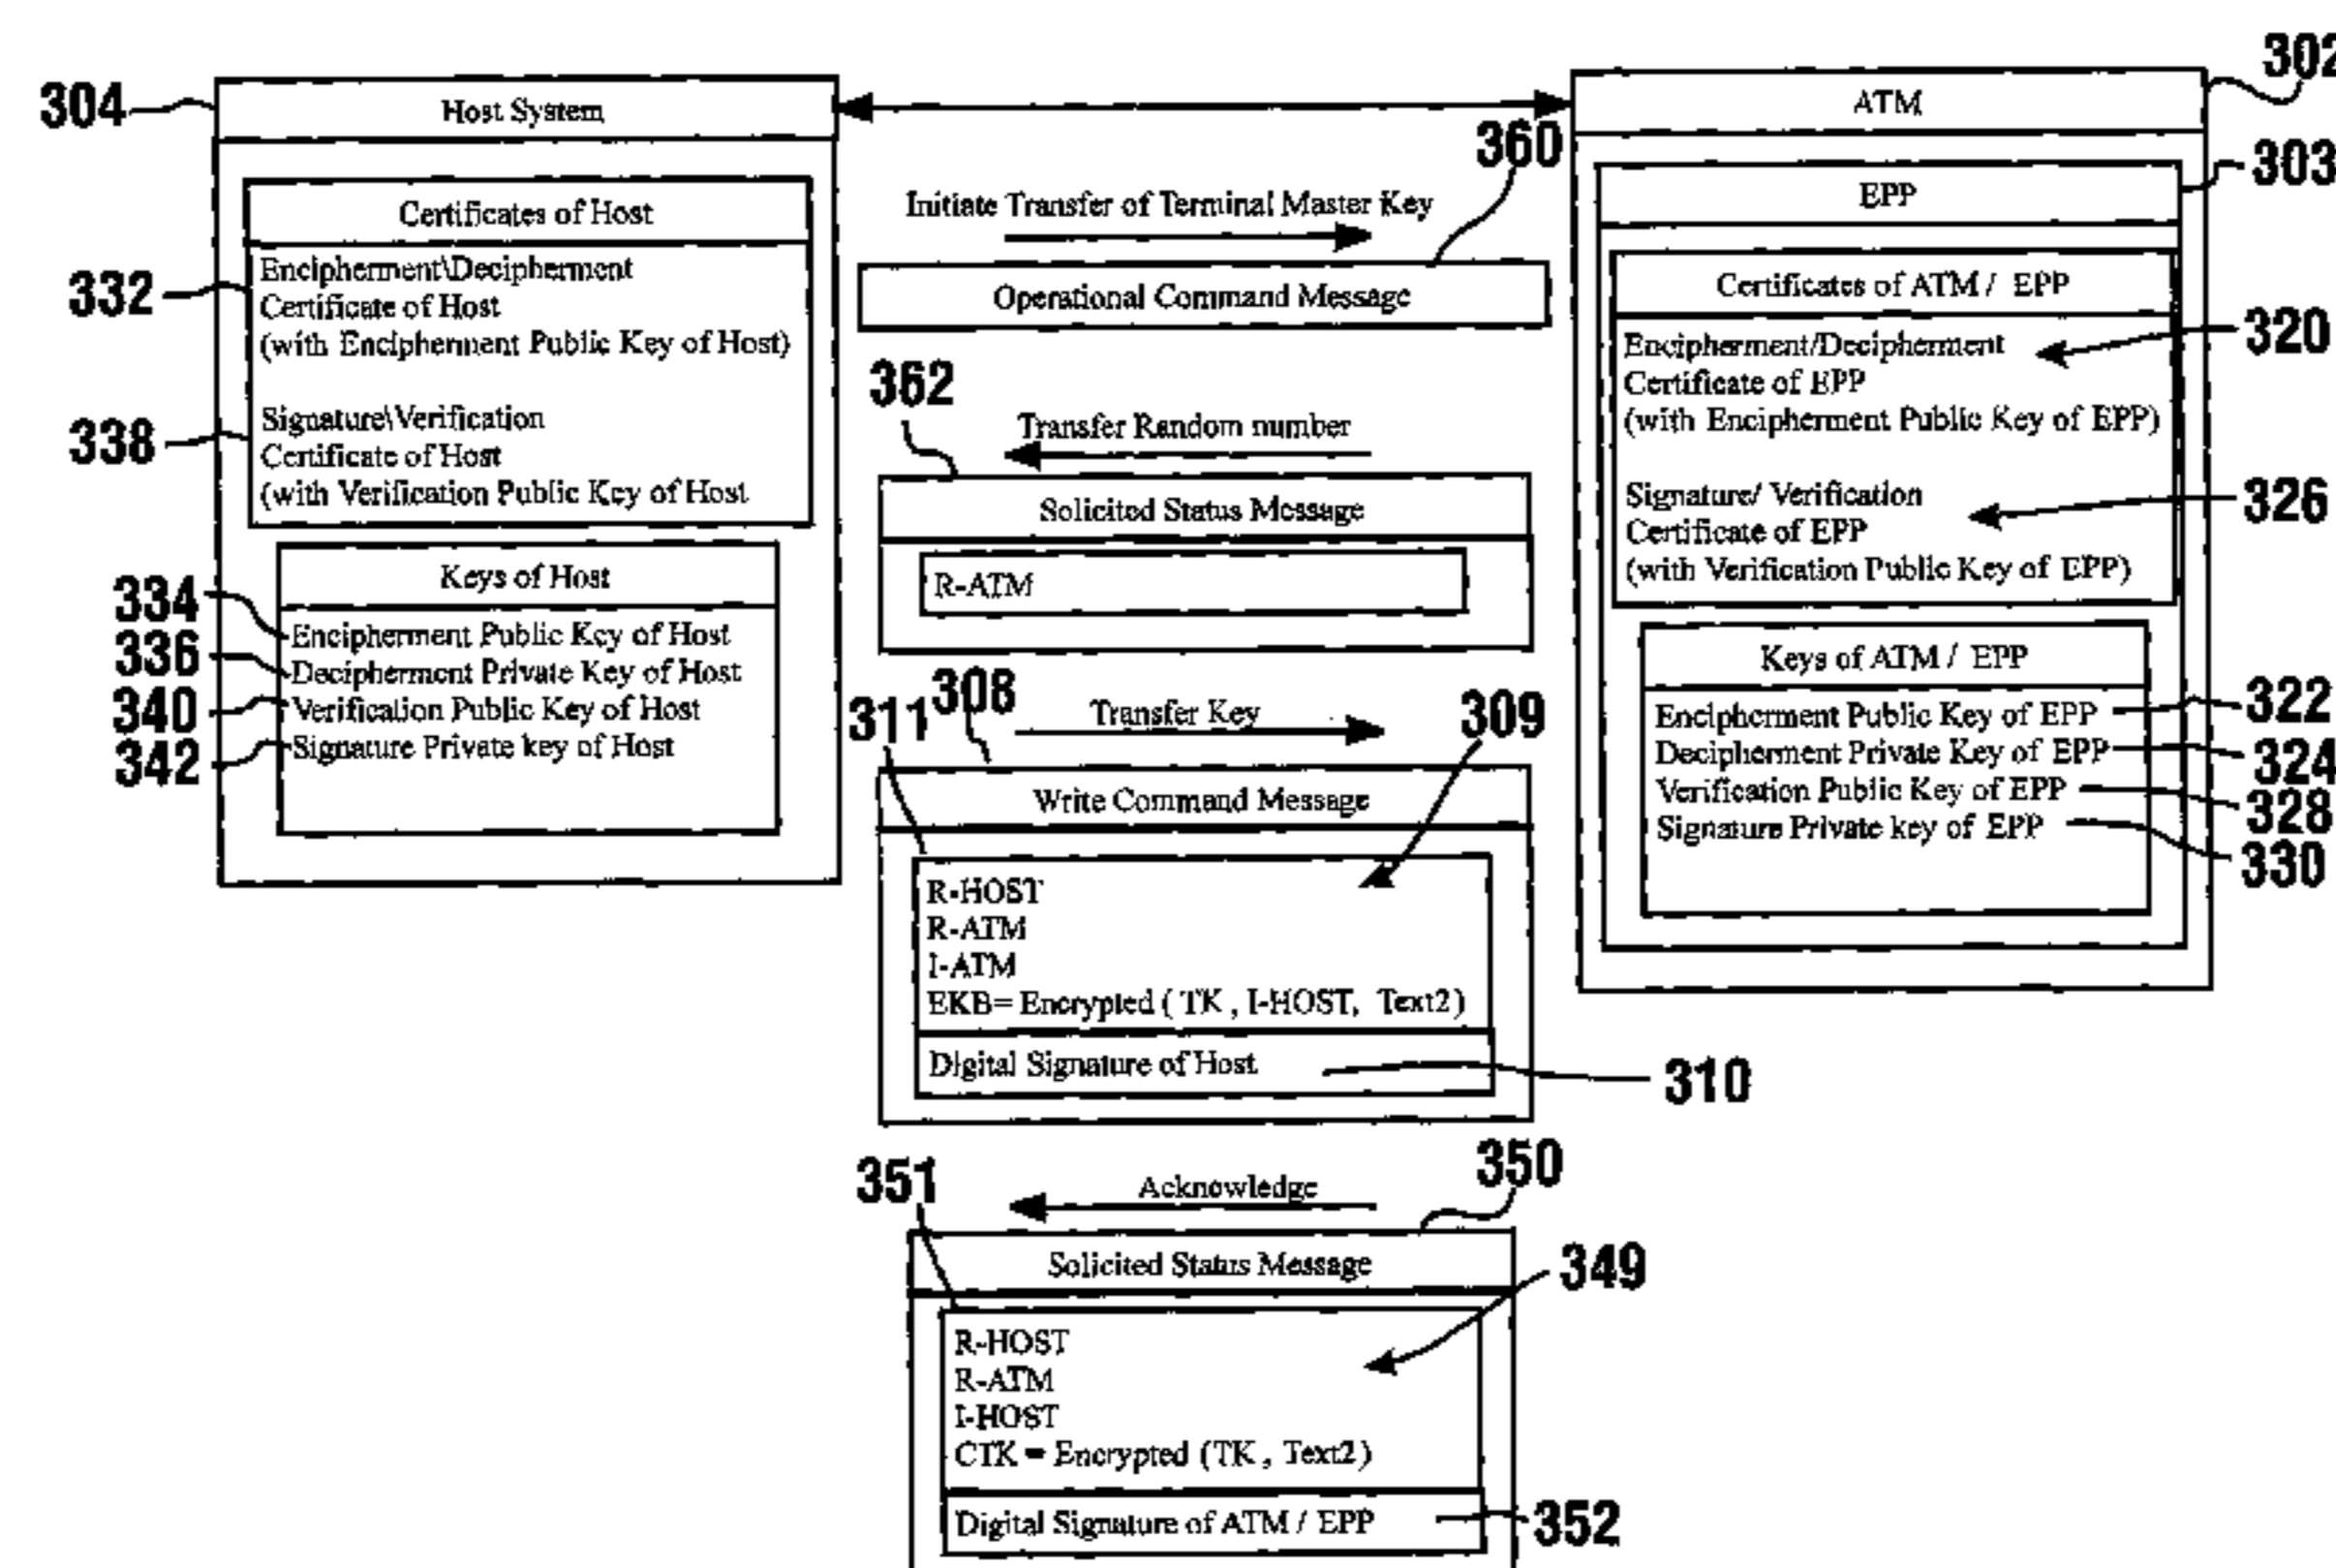 304
Host System
Certificates of Host
332
Encipherment\Decipherment
Certificate of Host
(with Encipherment Public Key of Host)
338
Signature\Verification
Certificate of Host
(with Verification Public Key of Host
Keys of Host
334
Encipherment Public Key of Host
336
Decipherment Private Key of Host
340
Verification Public Key of Host
342
Signature Private key of Host
360
Initiate Transfer of Terminal Master Key
Operational Command Message
362
Transfer Random number
Solicited Status Message
R-ATM
311
308
Transfer Key
309
Write Command Message
R-HOST
R-ATM
I-ATM
EKB= Encrypted ( TK , I-HOST, Text2)
Digital Signature of Host
310
351
Acknowledge
350
Solicited Status Message
349
R-HOST
R-ATM
I-HOST
CTK = Encrypted (TK , Text2)
Digital Signature of ATM / EPP
352
302
ATM
303
EPP
Certificates of ATM / EPP
320
Encipherment/Decipherment
Certificate of EPP
(with Encipherment Public Key of EPP)
Signature/ Verification
326
Certificate of EPP
(with Verification Public Key of EPP)
Keys of ATM / EPP
Encipherment Public Key of EPP
322
Decipherment Private Key of EPP
324
Verification Public Key of EPP
328
Signature Private key of EPP
330